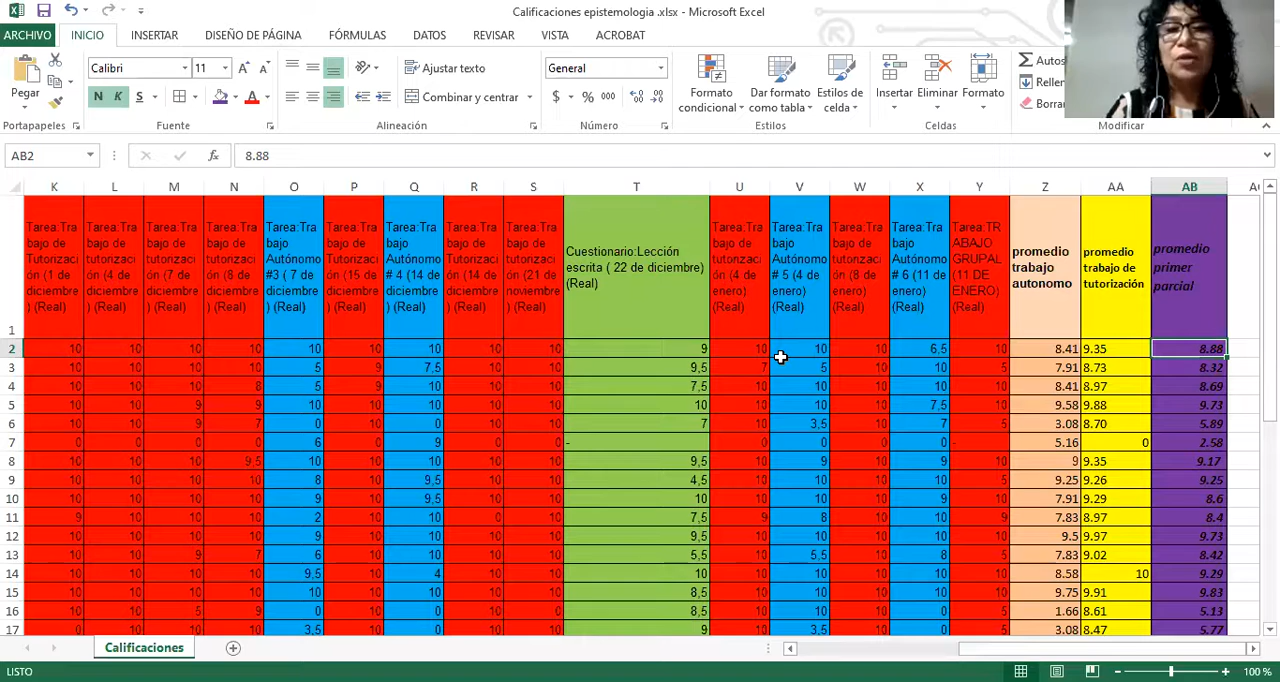 Calificaciones epistemologia .xlsx - Microsoft Excel
ARCHIVO INICIO INSERTAR DISEÑO DE PÁGINA FÓRMULAS DATOS REVISAR VISTA ACROBAT
Pegar
Portapapeles
Calibri 11
N K S
Fuente
Ajustar texto
Combinar y centrar
Alineación
General
$ % 000
Número
Formato condicional
Dar formato como tabla
Estilos de celda
Estilos
Insertar Eliminar Formato
Celdas
Autos
Rellen
Borra
Modificar
AB2 fx 8.88
K L M N O P Q R S T U V W X Y Z AA AB
1
Tarea:Trabajo de Tutorización (1 de diciembre) (Real)
Tarea:Trabajo de Tutorización (4 de diciembre) (Real)
Tarea:Trabajo de Tutorización (7 de diciembre) (Real)
Tarea:Trabajo de Tutorización (8 de diciembre) (Real)
Tarea:Trabajo Autónomo #3 ( 7 de diciembre) (Real)
Tarea:Trabajo de Tutorización (15 de diciembre) (Real)
Tarea:Trabajo Autónomo # 4 (14 de diciembre) (Real)
Tarea:Trabajo de Tutorización (14 de diciembre) (Real)
Tarea:Trabajo de Tutorización (21 de noviembre) (Real)
Cuestionario:Lección escrita ( 22 de diciembre) (Real)
Tarea:Trabajo de Tutorización (4 de enero) (Real)
Tarea:Trabajo Autónomo # 5 (4 de enero) (Real)
Tarea:Trabajo de Tutorización (8 de enero) (Real)
Tarea:Trabajo Autónomo # 6 (11 de enero) (Real)
Tarea:TRABAJO GRUPAL (11 DE ENERO) (Real)
promedio trabajo autonomo
promedio trabajo de tutorización
promedio primer parcial
2 10 10 10 10 10 10 10 10 10 9 10 10 10 6,5 10 8.41 9.35 8.88
3 10 10 10 10 5 9 7,5 10 10 9,5 7 5 10 10 5 7.91 8.73 8.32
4 10 10 10 8 5 9 10 10 10 7,5 10 10 10 10 5 8.41 8.97 8.69
5 10 10 9 9 10 10 10 10 10 10 10 10 10 7,5 10 9.58 9.88 9.73
6 10 10 9 7 0 10 0 10 10 7 10 3,5 10 7 5 3.08 8.70 5.89
7 0 0 0 0 6 0 9 0 0 - 0 0 0 0 - 5.16 0 2.58
8 10 10 10 9,5 10 10 10 10 10 9,5 10 9 10 9 10 9 9.35 9.17
9 10 10 10 10 8 10 9,5 10 10 4,5 10 10 10 10 5 9.25 9.26 9.25
10 10 10 10 10 9 10 9,5 10 10 10 10 10 10 9 10 7.91 9.29 8.6
11 9 10 10 10 2 10 10 10 10 7,5 9 8 10 10 9 7.83 8.97 8.4
12 10 10 10 10 9 10 10 10 10 9,5 10 10 10 10 10 9.5 9.97 9.73
13 10 10 9 7 6 10 10 10 10 5,5 10 5,5 10 8 5 7.83 9.02 8.42
14 10 10 10 10 9,5 10 4 10 10 10 10 10 10 10 10 8.58 10 9.29
15 10 10 10 10 10 10 10 10 10 8,5 10 10 10 10 10 9.75 9.91 9.83
16 10 10 5 9 0 10 0 10 10 8,5 10 10 10 0 5 1.66 8.61 5.13
17 0 10 10 10 3,5 10 10 10 10 9 10 3,5 10 0 5 3.08 8.47 5.77
Calificaciones
LISTO 100 %